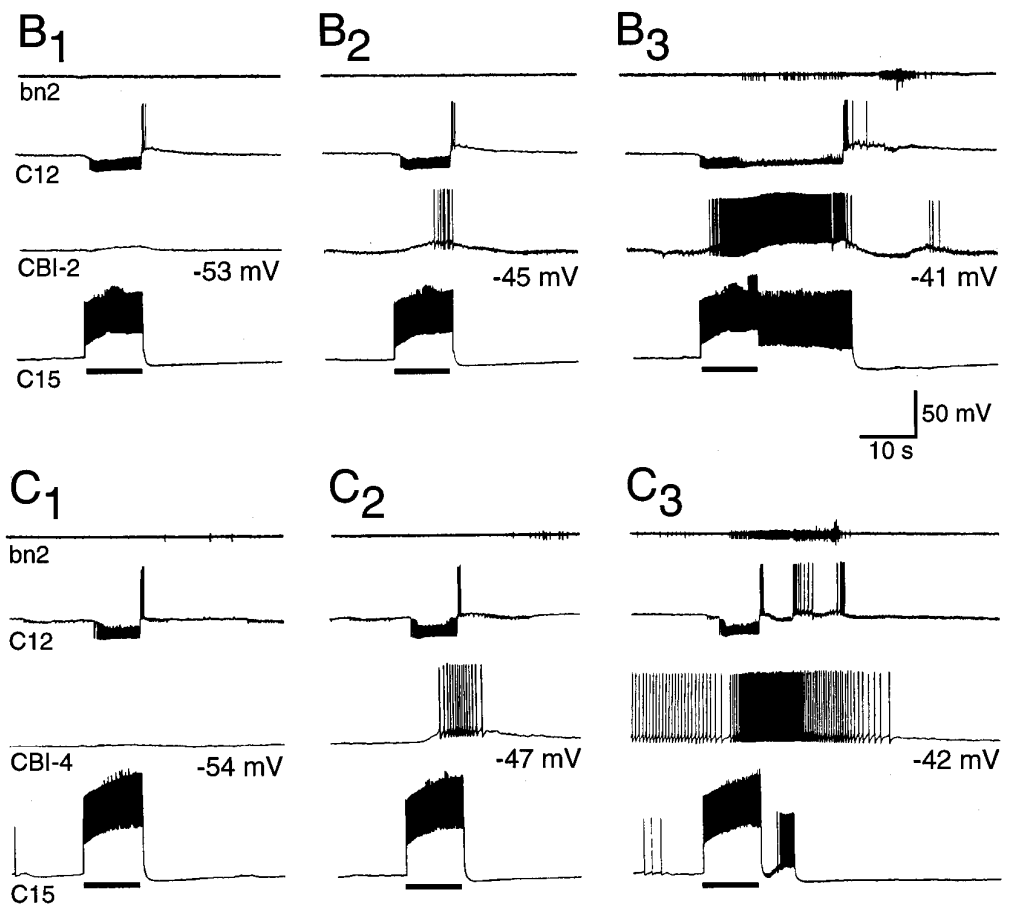 B1 B2 B3
bn2
C12
CBI-2 -53 mV -45 mV -41 mV
C15
50 mV
10 s
C1 C2 C3
bn2
C12
CBI-4 -54 mV -47 mV -42 mV
C15